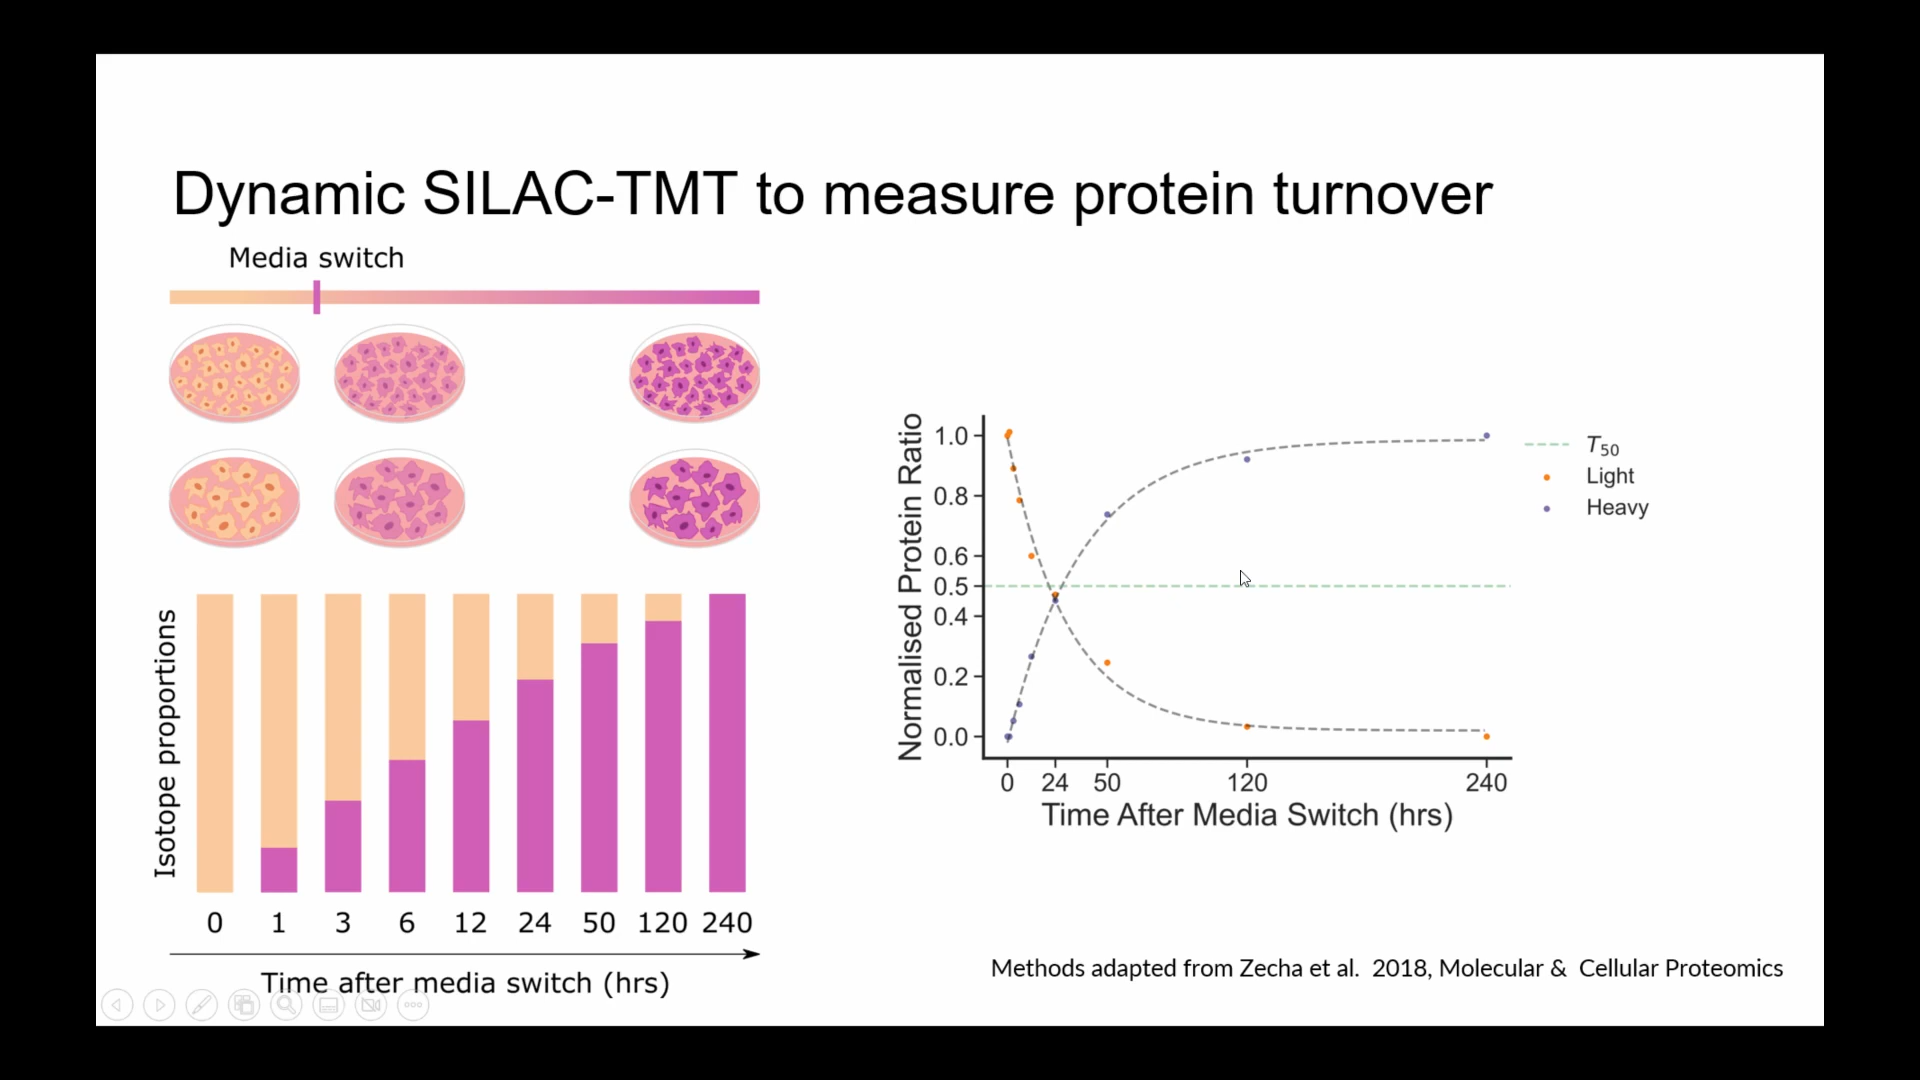 Dynamic SILAC-TMT to measure protein turnover
Media switch
Isotope proportions
0 1 3 6 12 24 50 120 240
Time after media switch (hrs)
Normalised Protein Ratio
1.0
0.8
0.6
0.5
0.4
0.2
0.0
0 24 50 120 240
Time After Media Switch (hrs)
T50
Light
Heavy
Methods adapted from Zecha et al. 2018, Molecular & Cellular Proteomics